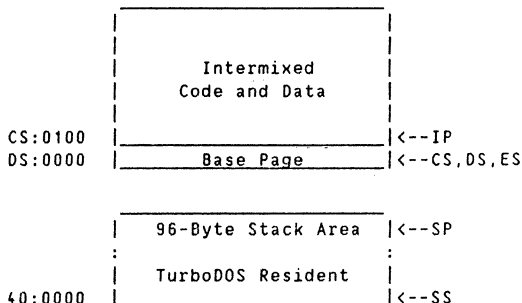 Intermixed
Code and Data
CS:0100 <--IP
DS:0000 Base Page <--CS,DS,ES
96-Byte Stack Area <--SP
:          :
TurboDOS Resident
40:0000 <--SS